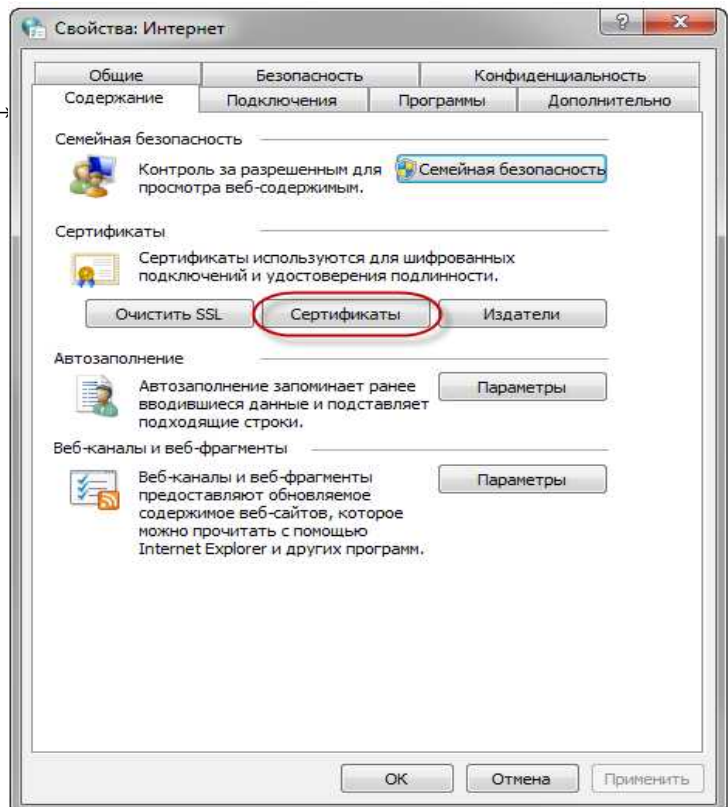 Свойства: Интернет
Общие Безопасность Конфиденциальность
Содержание Подключения Программы Дополнительно
Семейная безопасность
Контроль за разрешенным для
просмотра веб-содержимым.
Семейная безопасность
Сертификаты
Сертификаты используются для шифрованных
подключений и удостоверения подлинности.
Очистить SSL Сертификаты Издатели
Автозаполнение
Автозаполнение запоминает ранее
вводившиеся данные и подставляет
подходящие строки.
Параметры
Веб-каналы и веб-фрагменты
Веб-каналы и веб-фрагменты
предоставляют обновляемое
содержимое веб-сайтов, которое
можно прочитать с помощью
Internet Explorer и других программ.
Параметры
ОК Отмена Применить